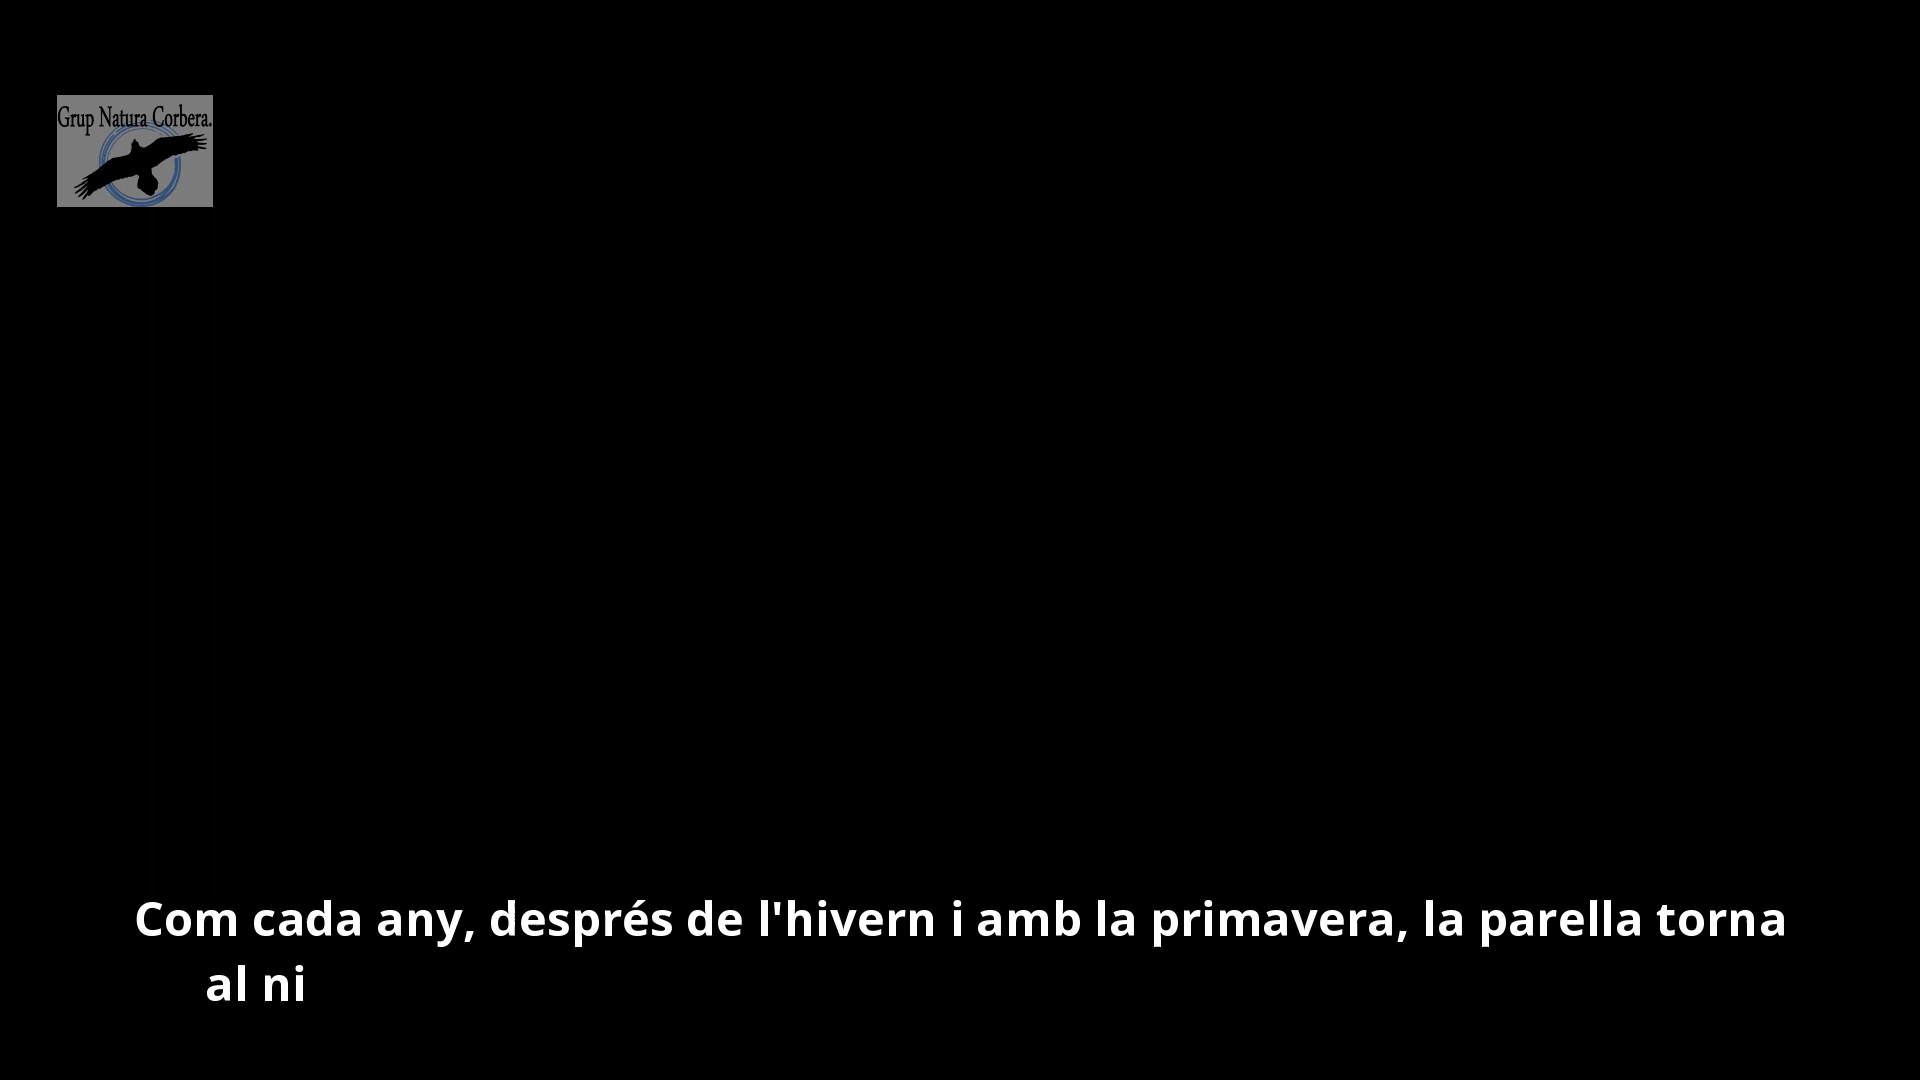 Grup Natura Corbera.
Com cada any, després de l'hivern i amb la primavera, la parella torna
al ni